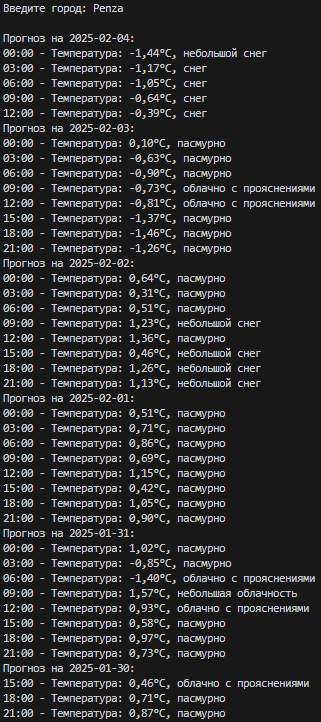 Введите город: Penza
Прогноз на 2025-02-04:
00:00 - Температура: -1,44°C, небольшой снег
03:00 - Температура: -1,17°C, снег
06:00 - Температура: -1,05°C, снег
09:00 - Температура: -0,64°C, снег
12:00 - Температура: -0,39°C, снег
Прогноз на 2025-02-03:
00:00 - Температура: 0,10°C, пасмурно
03:00 - Температура: -0,63°C, пасмурно
06:00 - Температура: -0,90°C, пасмурно
09:00 - Температура: -0,73°C, облачно с прояснениями
12:00 - Температура: -0,81°C, облачно с прояснениями
15:00 - Температура: -1,37°C, пасмурно
18:00 - Температура: -1,46°C, пасмурно
21:00 - Температура: -1,26°C, пасмурно
Прогноз на 2025-02-02:
00:00 - Температура: 0,64°C, пасмурно
03:00 - Температура: 0,31°C, пасмурно
06:00 - Температура: 0,51°C, пасмурно
09:00 - Температура: 1,23°C, небольшой снег
12:00 - Температура: 1,36°C, пасмурно
15:00 - Температура: 0,46°C, небольшой снег
18:00 - Температура: 1,26°C, небольшой снег
21:00 - Температура: 1,13°C, небольшой снег
Прогноз на 2025-02-01:
00:00 - Температура: 0,51°C, пасмурно
03:00 - Температура: 0,71°C, пасмурно
06:00 - Температура: 0,86°C, пасмурно
09:00 - Температура: 0,69°C, пасмурно
12:00 - Температура: 1,15°C, пасмурно
15:00 - Температура: 0,42°C, пасмурно
18:00 - Температура: 1,05°C, пасмурно
21:00 - Температура: 0,90°C, пасмурно
Прогноз на 2025-01-31:
00:00 - Температура: 1,02°C, пасмурно
03:00 - Температура: -0,85°C, пасмурно
06:00 - Температура: -1,40°C, облачно с прояснениями
09:00 - Температура: 1,57°C, небольшая облачность
12:00 - Температура: 0,93°C, облачно с прояснениями
15:00 - Температура: 0,58°C, пасмурно
18:00 - Температура: 0,97°C, пасмурно
21:00 - Температура: 0,73°C, пасмурно
Прогноз на 2025-01-30:
15:00 - Температура: 0,46°C, облачно с прояснениями
18:00 - Температура: 0,71°C, пасмурно
21:00 - Температура: 0,87°C, пасмурно